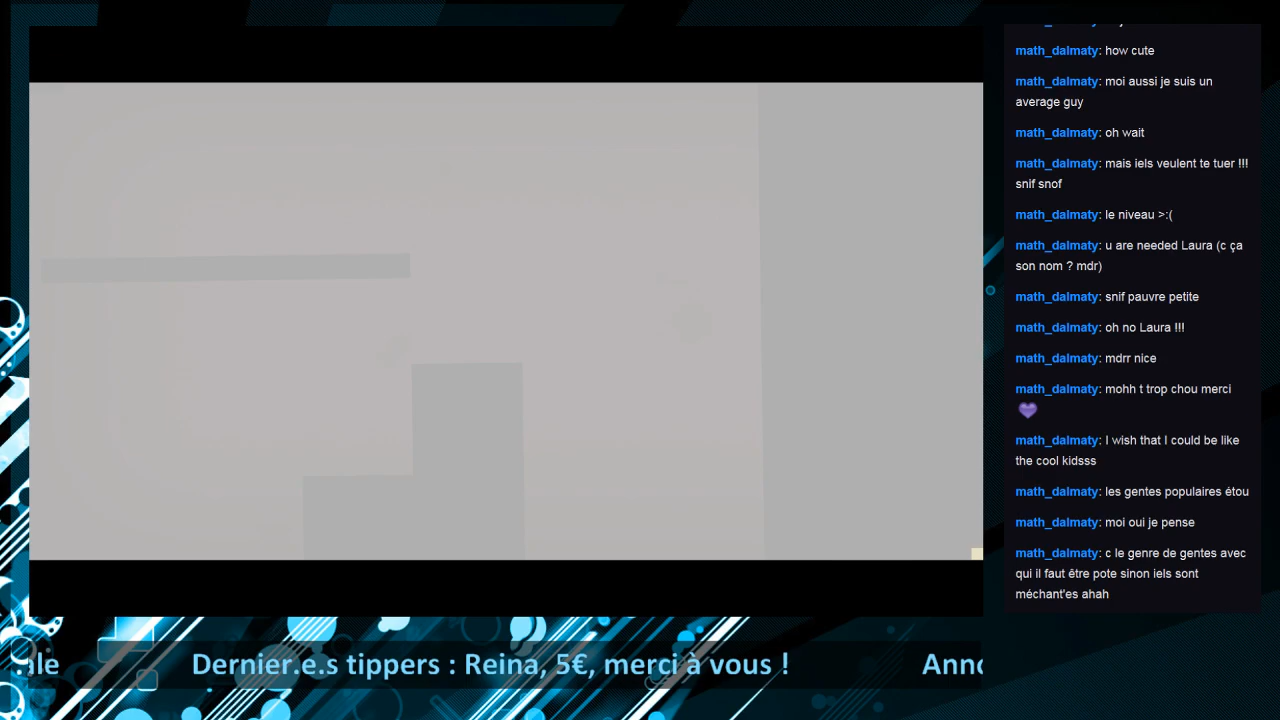 math_dalmaty: how cute
math_dalmaty: moi aussi je suis un
average guy
math_dalmaty: oh wait
math_dalmaty: mais iels veulent te tuer !!!
snif snof
math_dalmaty: le niveau >:(
math_dalmaty: u are needed Laura (c ça
son nom ? mdr)
math_dalmaty: snif pauvre petite
math_dalmaty: oh no Laura !!!
math_dalmaty: mdrr nice
math_dalmaty: mohh t trop chou merci
math_dalmaty: I wish that I could be like
the cool kidsss
math_dalmaty: les gentes populaires étou
math_dalmaty: moi oui je pense
math_dalmaty: c le genre de gentes avec
qui il faut être pote sinon iels sont
méchant'es ahah
Dernier.e.s tippers : Reina, 5€, merci à vous !